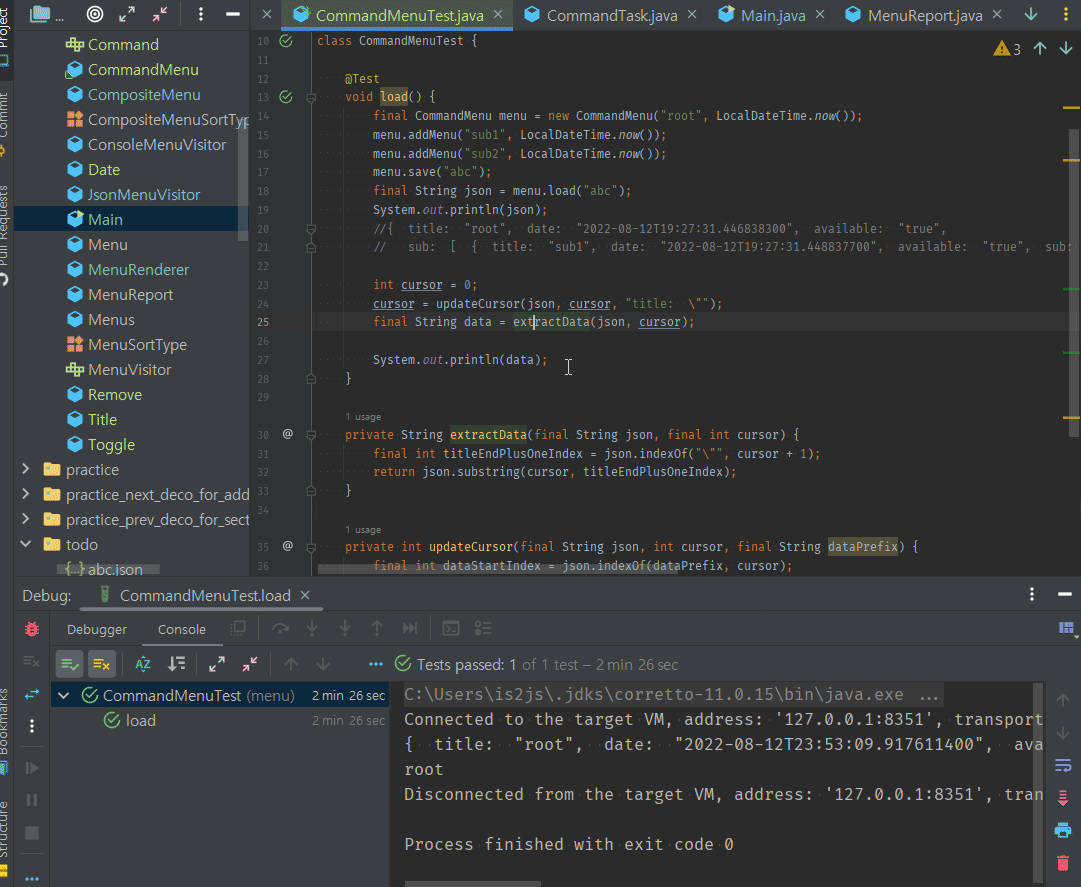 Project
Commit
Pull Requests
Bookmarks
Structure
...
CommandMenuTest.java
CommandTask.java
Main.java
MenuReport.java
Command
CommandMenu
CompositeMenu
CompositeMenuSortTyp
ConsoleMenuVisitor
Date
JsonMenuVisitor
Main
Menu
MenuRenderer
MenuReport
Menus
MenuSortType
MenuVisitor
Remove
Title
Toggle
practice
practice_next_deco_for_add
practice_prev_deco_for_sect
todo
abc.json
3
10 class CommandMenuTest {
11
12 @Test
13 void load() {
14 final CommandMenu menu = new CommandMenu("root", LocalDateTime.now());
15 menu.addMenu("sub1", LocalDateTime.now());
16 menu.addMenu("sub2", LocalDateTime.now());
17 menu.save("abc");
18 final String json = menu.load("abc");
19 System.out.println(json);
20 //{  title:  "root",  date:  "2022-08-12T19:27:31.446838300",  available:  "true",
21 //  sub:  [  {  title:  "sub1",  date:  "2022-08-12T19:27:31.448837700",  available:  "true",  sub:
22
23 int cursor = 0;
24 cursor = updateCursor(json, cursor, "title:  \"");
25 final String data = extractData(json, cursor);
26
27 System.out.println(data);
28 }
29
1 usage
30 @ private String extractData(final String json, final int cursor) {
31 final int titleEndPlusOneIndex = json.indexOf("\"", cursor + 1);
32 return json.substring(cursor, titleEndPlusOneIndex);
33 }
34
1 usage
35 @ private int updateCursor(final String json, int cursor, final String dataPrefix) {
36 final int dataStartIndex = json.indexOf(dataPrefix, cursor);
Debug: CommandMenuTest.load
Debugger Console
Tests passed: 1 of 1 test – 2 min 26 sec
CommandMenuTest (menu) 2 min 26 sec
load 2 min 26 sec
C:\Users\is2js\.jdks\corretto-11.0.15\bin\java.exe ...
Connected to the target VM, address: '127.0.0.1:8351', transport
{  title:  "root",  date:  "2022-08-12T23:53:09.917611400",  ava
root
Disconnected from the target VM, address: '127.0.0.1:8351', tran
Process finished with exit code 0